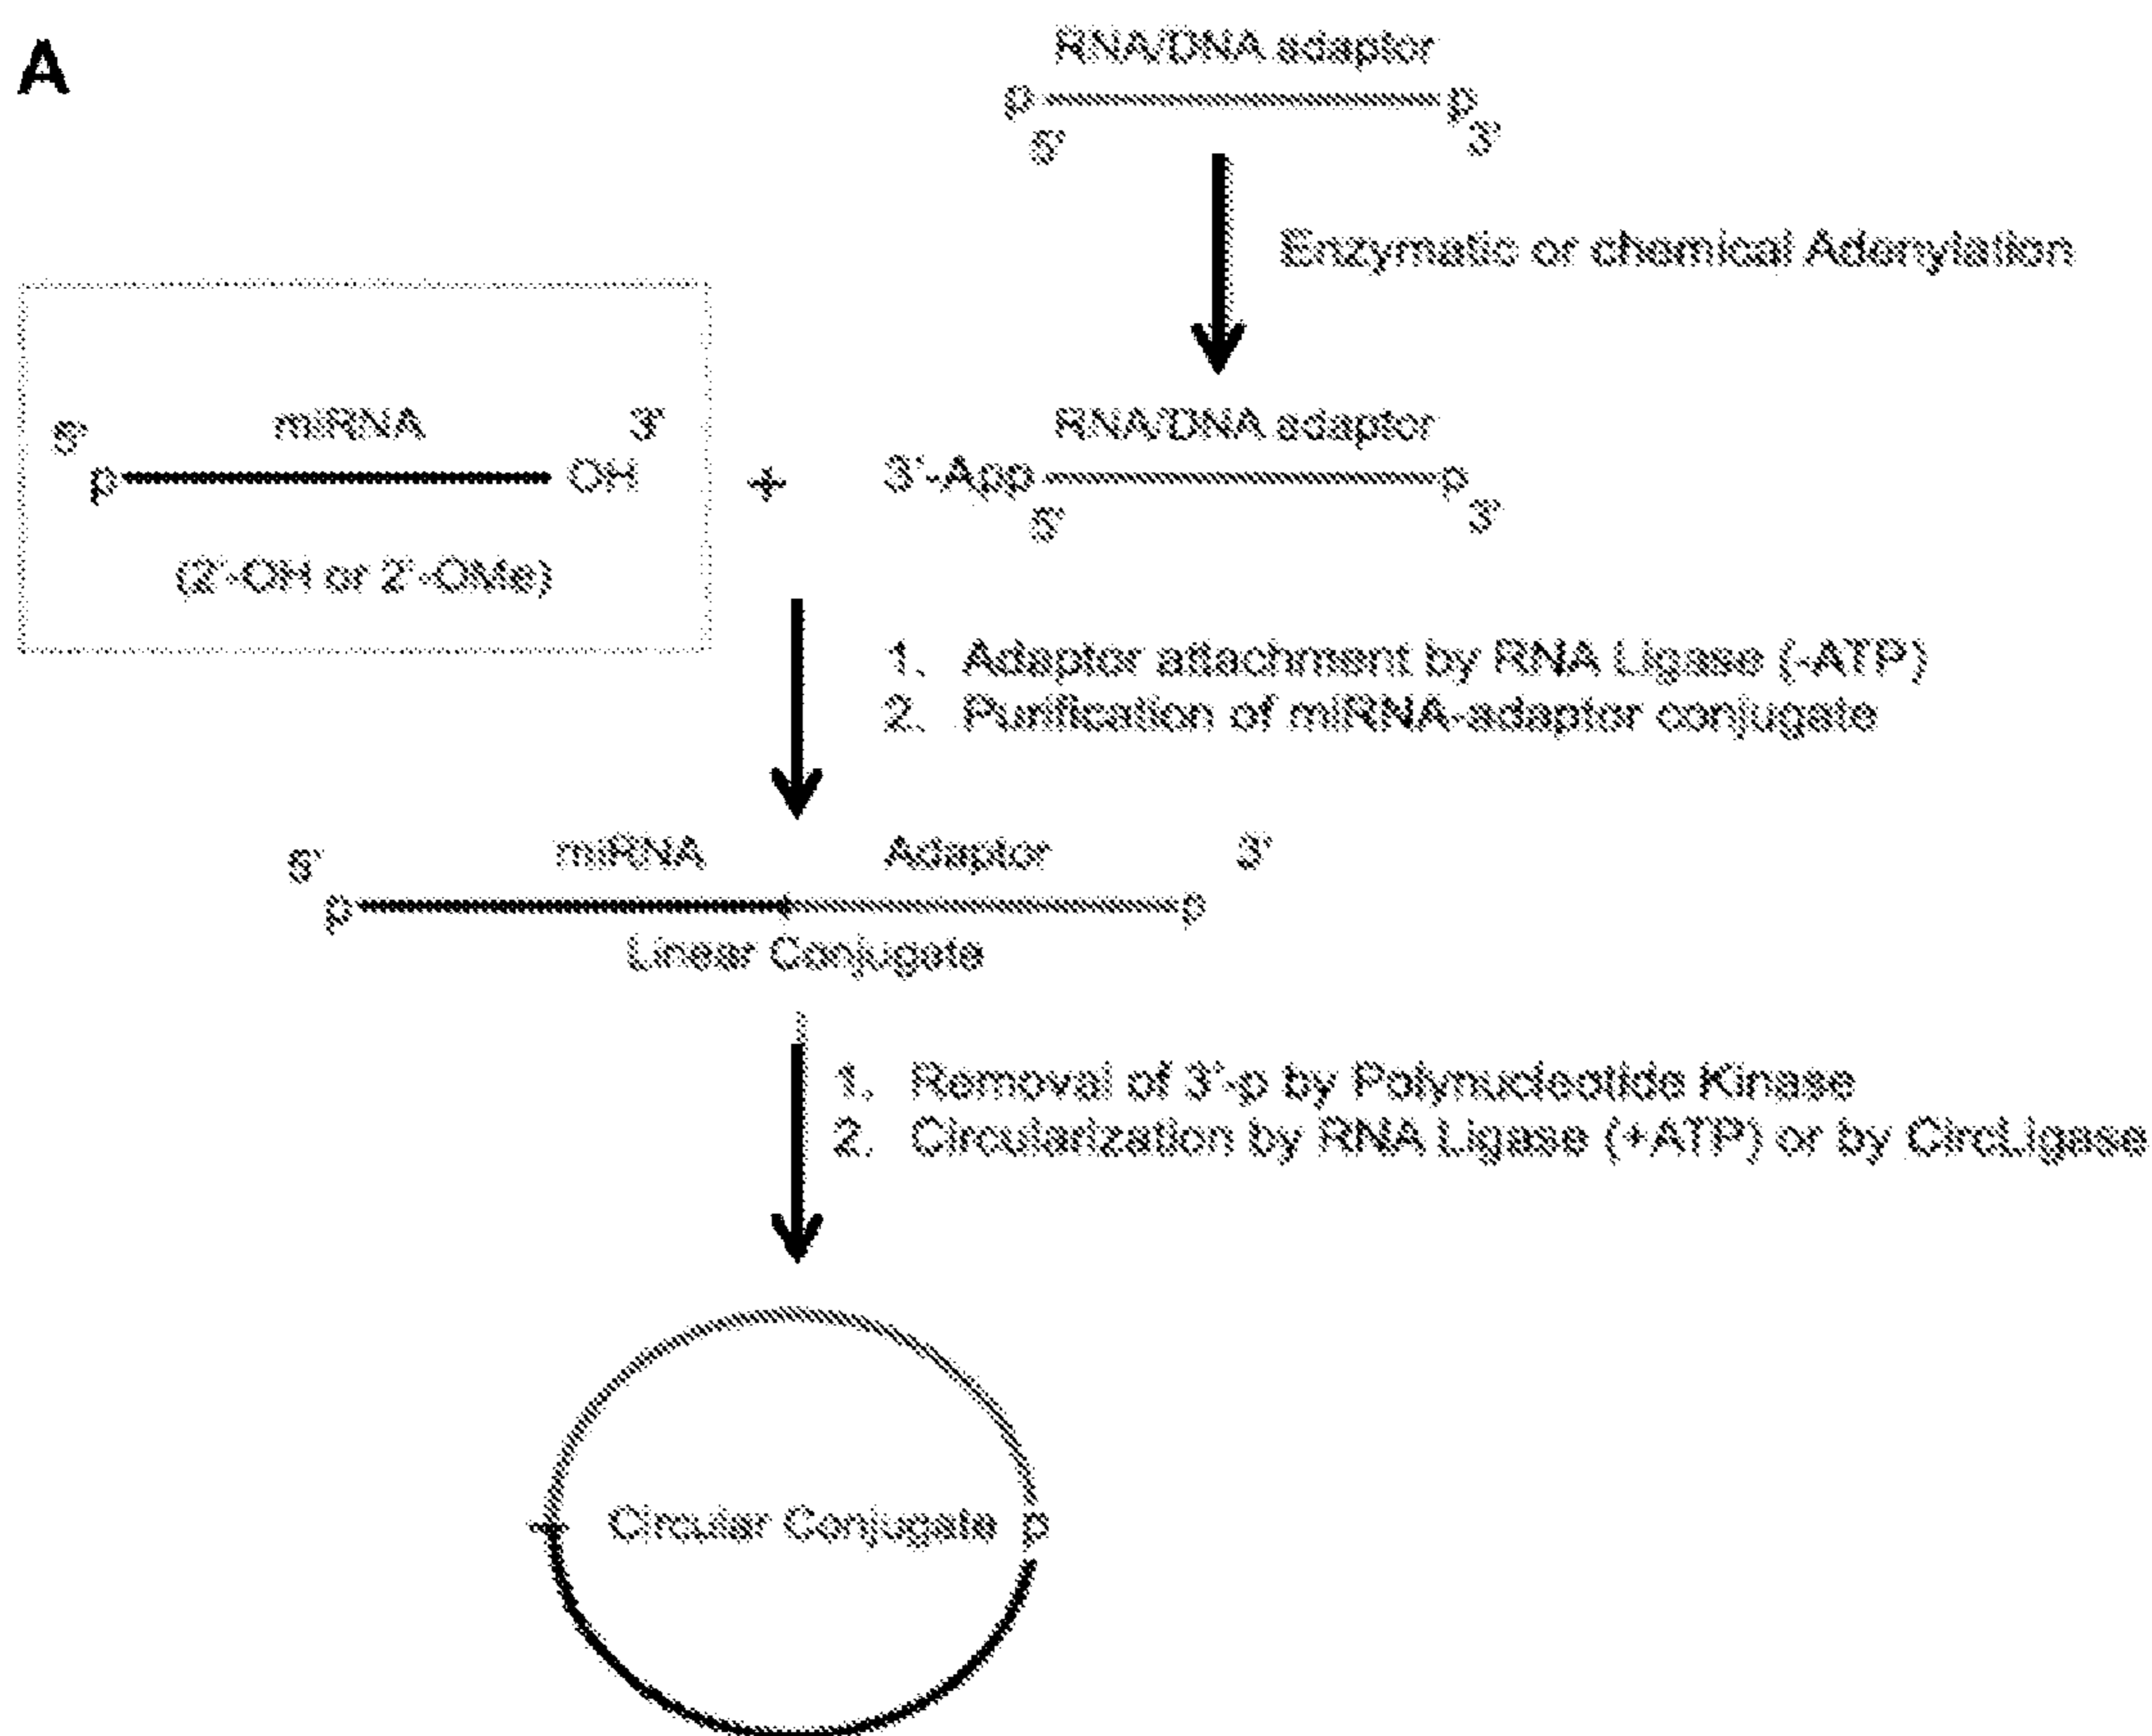 A
RNA/DNA adaptor
p p
5' 3'
Enzymatic or chemical Adenylation
5' miRNA 3'
p OH
(2'-OH or 2'-OMe)
+
RNA/DNA adaptor
3'-App p
5' 3'
1. Adaptor attachment by RNA Ligase (-ATP)
2. Purification of miRNA-adaptor conjugate
5' miRNA Adaptor 3'
p p
Linear Conjugate
1. Removal of 3'-p by Polynucleotide Kinase
2. Circularization by RNA Ligase (+ATP) or by CircLigase
Circular Conjugate p